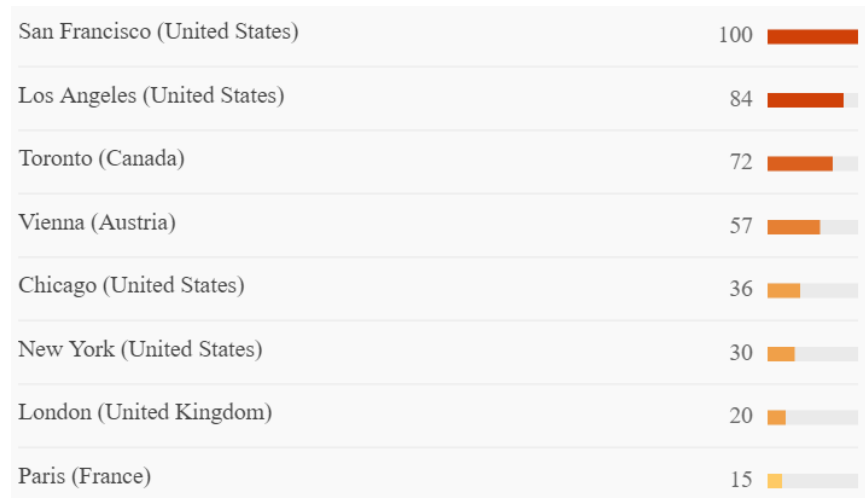 San Francisco (United States) 100
Los Angeles (United States) 84
Toronto (Canada) 72
Vienna (Austria) 57
Chicago (United States) 36
New York (United States) 30
London (United Kingdom) 20
Paris (France) 15